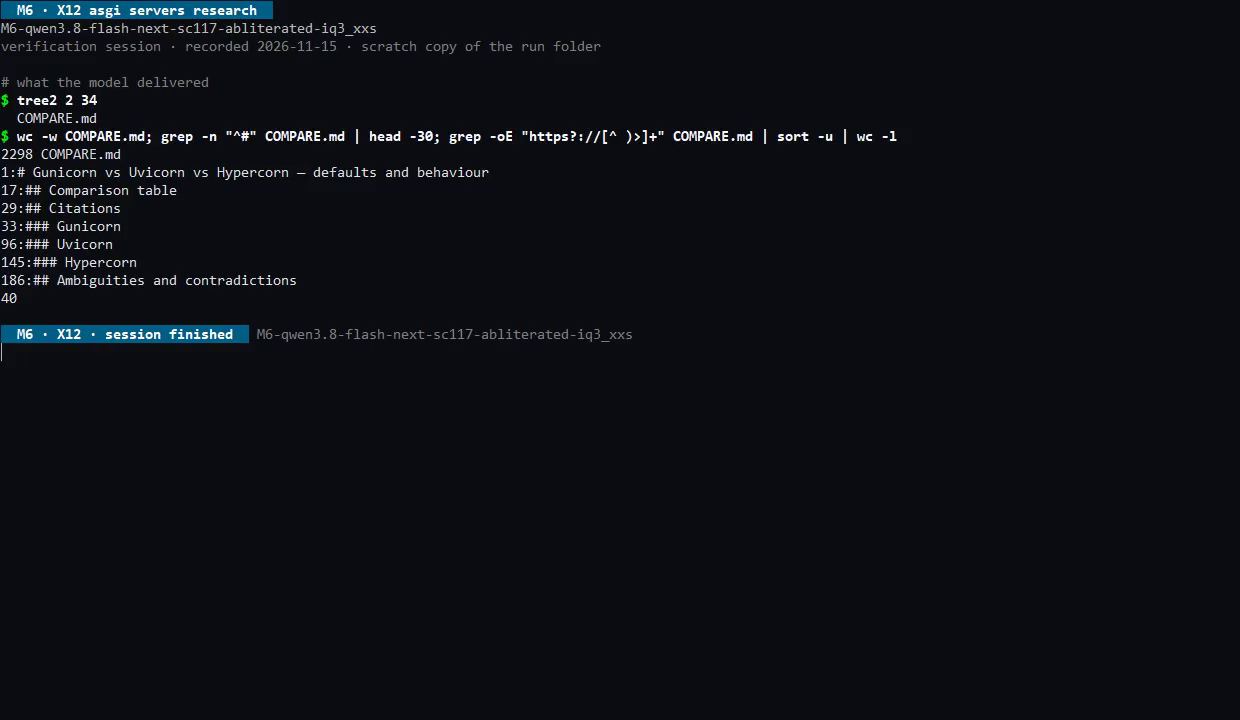 M6 · X12 asgi servers research
M6-qwen3.8-flash-next-sc117-abliterated-iq3_xxs
verification session · recorded 2026-11-15 · scratch copy of the run folder
# what the model delivered
$ tree2 2 34
COMPARE.md
$ wc -w COMPARE.md; grep -n "^#" COMPARE.md | head -30; grep -oE "https?://[^ )>]+" COMPARE.md | sort -u | wc -l
2298 COMPARE.md
1:# Gunicorn vs Uvicorn vs Hypercorn — defaults and behaviour
17:## Comparison table
29:## Citations
33:### Gunicorn
96:### Uvicorn
145:### Hypercorn
186:## Ambiguities and contradictions
40
M6 · X12 · session finished M6-qwen3.8-flash-next-sc117-abliterated-iq3_xxs